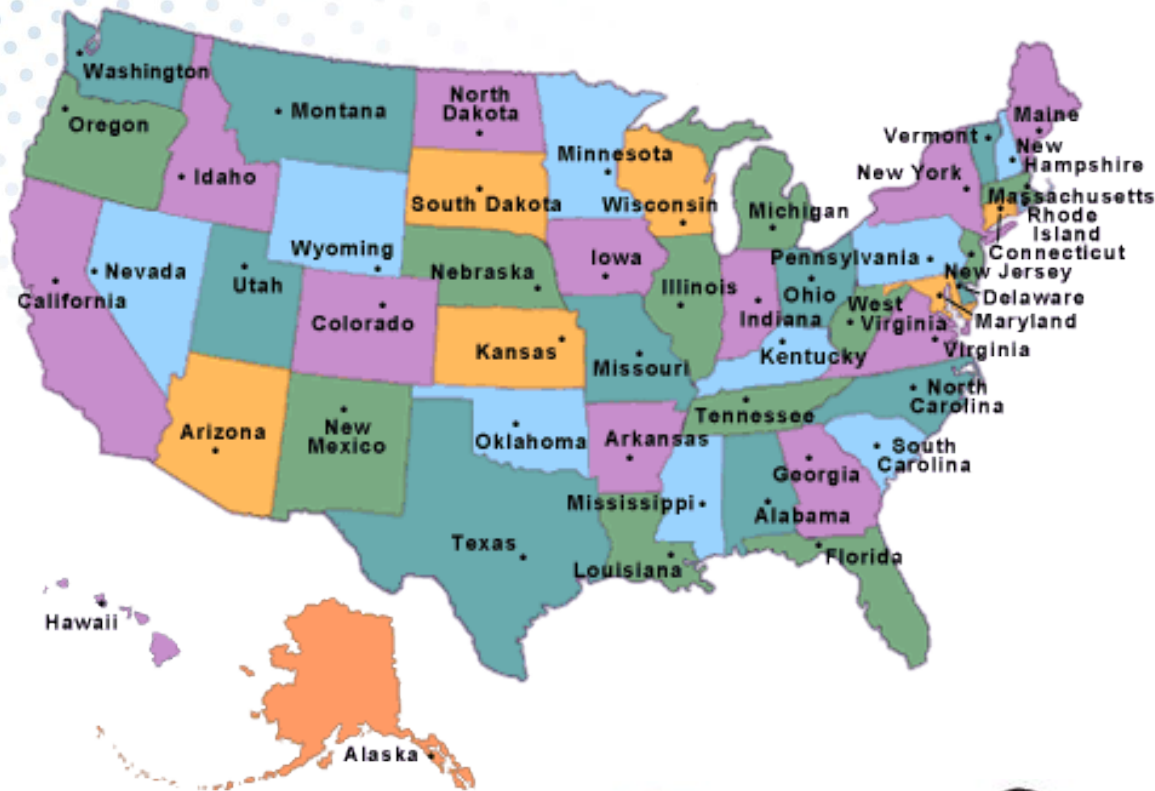 Washington
Montana
North
Dakota
Minnesota
Oregon
Idaho
South Dakota
Wisconsin
Michigan
Vermont
Maine
New
Hampshire
New York
Massachusetts
Rhode
Island
Connecticut
New Jersey
Delaware
Maryland
Wyoming
Nebraska
Iowa
Illinois
Indiana
Ohio
Pennsylvania
West
Virginia
Virginia
California
Nevada
Utah
Colorado
Kansas
Missouri
Kentucky
North
Carolina
Tennessee
South
Carolina
Arizona
New
Mexico
Oklahoma
Arkansas
Mississippi
Alabama
Georgia
Texas
Louisiana
Florida
Hawaii
Alaska